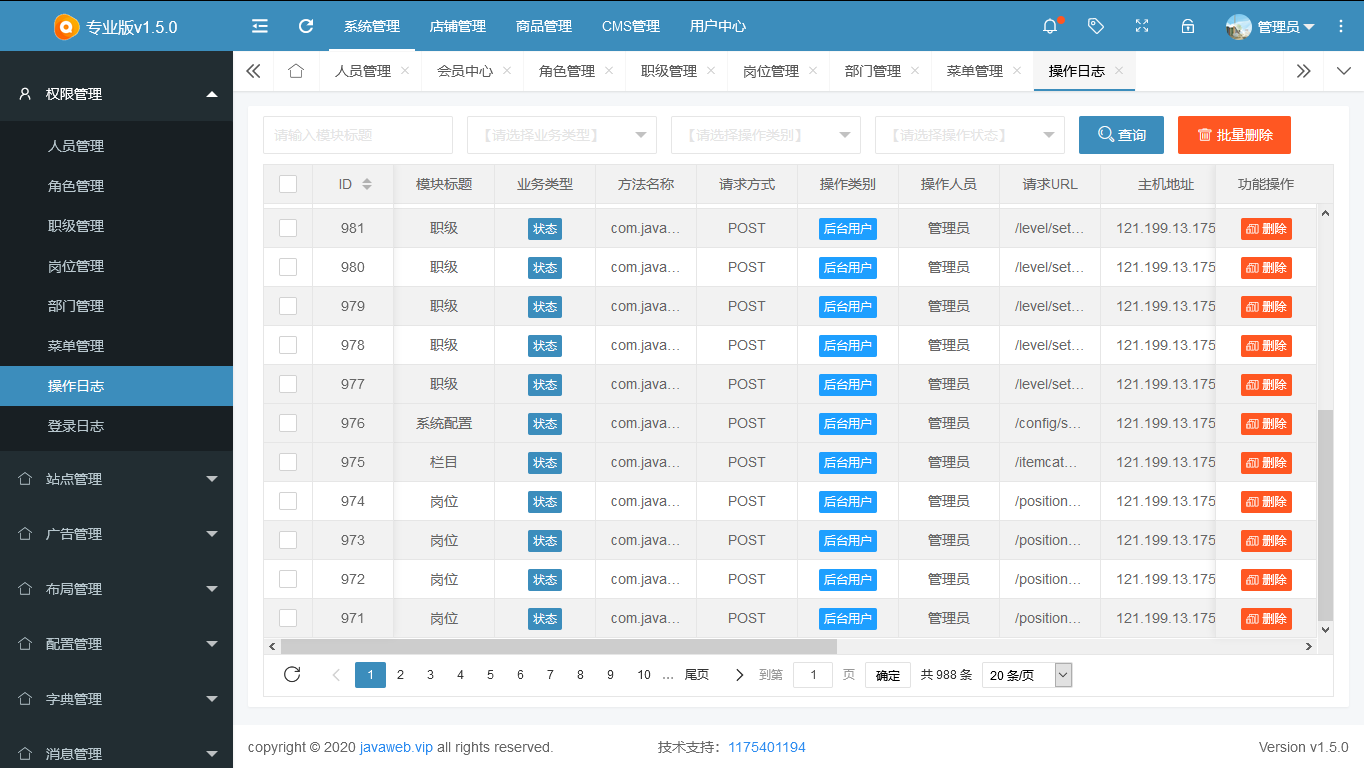 专业版v1.5.0 系统管理 店铺管理 商品管理 CMS管理 用户中心 管理员
权限管理
人员管理
角色管理
职级管理
岗位管理
部门管理
菜单管理
操作日志
登录日志
站点管理
广告管理
布局管理
配置管理
字典管理
消息管理
人员管理 会员中心 角色管理 职级管理 岗位管理 部门管理 菜单管理 操作日志
请输入模块标题 【请选择业务类型】 【请选择操作类别】 【请选择操作状态】 查询 批量删除
ID 模块标题 业务类型 方法名称 请求方式 操作类别 操作人员 请求URL 主机地址 功能操作
981 职级 状态 com.java... POST 后台用户 管理员 /level/set... 121.199.13.175 删除
980 职级 状态 com.java... POST 后台用户 管理员 /level/set... 121.199.13.175 删除
979 职级 状态 com.java... POST 后台用户 管理员 /level/set... 121.199.13.175 删除
978 职级 状态 com.java... POST 后台用户 管理员 /level/set... 121.199.13.175 删除
977 职级 状态 com.java... POST 后台用户 管理员 /level/set... 121.199.13.175 删除
976 系统配置 状态 com.java... POST 后台用户 管理员 /config/s... 121.199.13.175 删除
975 栏目 状态 com.java... POST 后台用户 管理员 /itemcat... 121.199.13.175 删除
974 岗位 状态 com.java... POST 后台用户 管理员 /position... 121.199.13.175 删除
973 岗位 状态 com.java... POST 后台用户 管理员 /position... 121.199.13.175 删除
972 岗位 状态 com.java... POST 后台用户 管理员 /position... 121.199.13.175 删除
971 岗位 状态 com.java... POST 后台用户 管理员 /position... 121.199.13.175 删除
1 2 3 4 5 6 7 8 9 10 ... 尾页 到第 1 页 确定 共 988 条 20 条/页
copyright © 2020 javaweb.vip all rights reserved. 技术支持：1175401194 Version v1.5.0